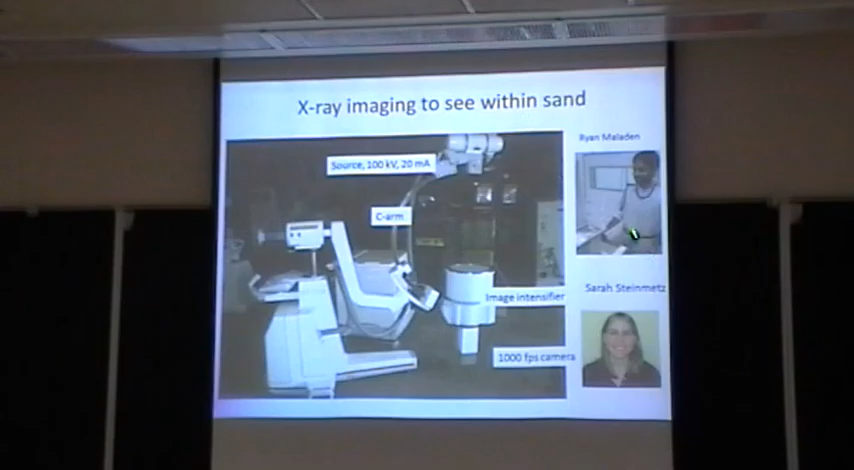 X-ray imaging to see within sand
Ryan Maladen
Source, 100 kV, 20 mA
C-arm
Sarah Steinmetz
Image intensifier
1000 fps camera